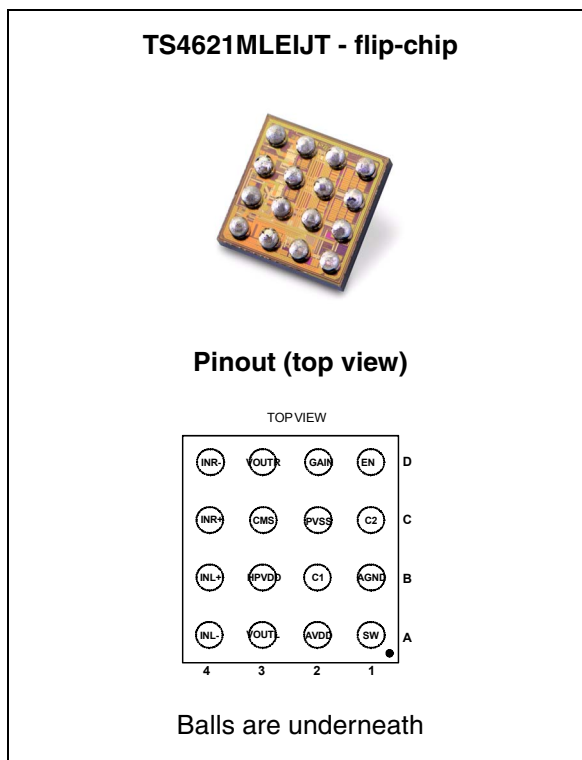 TS4621MLEIJT - flip-chip
Pinout (top view)
TOP VIEW
INR- VOUTR GAIN EN D
INR+ CMS PVSS C2 C
INL+ HPVDD C1 AGND B
INL- VOUTL AVDD SW A
4 3 2 1
Balls are underneath